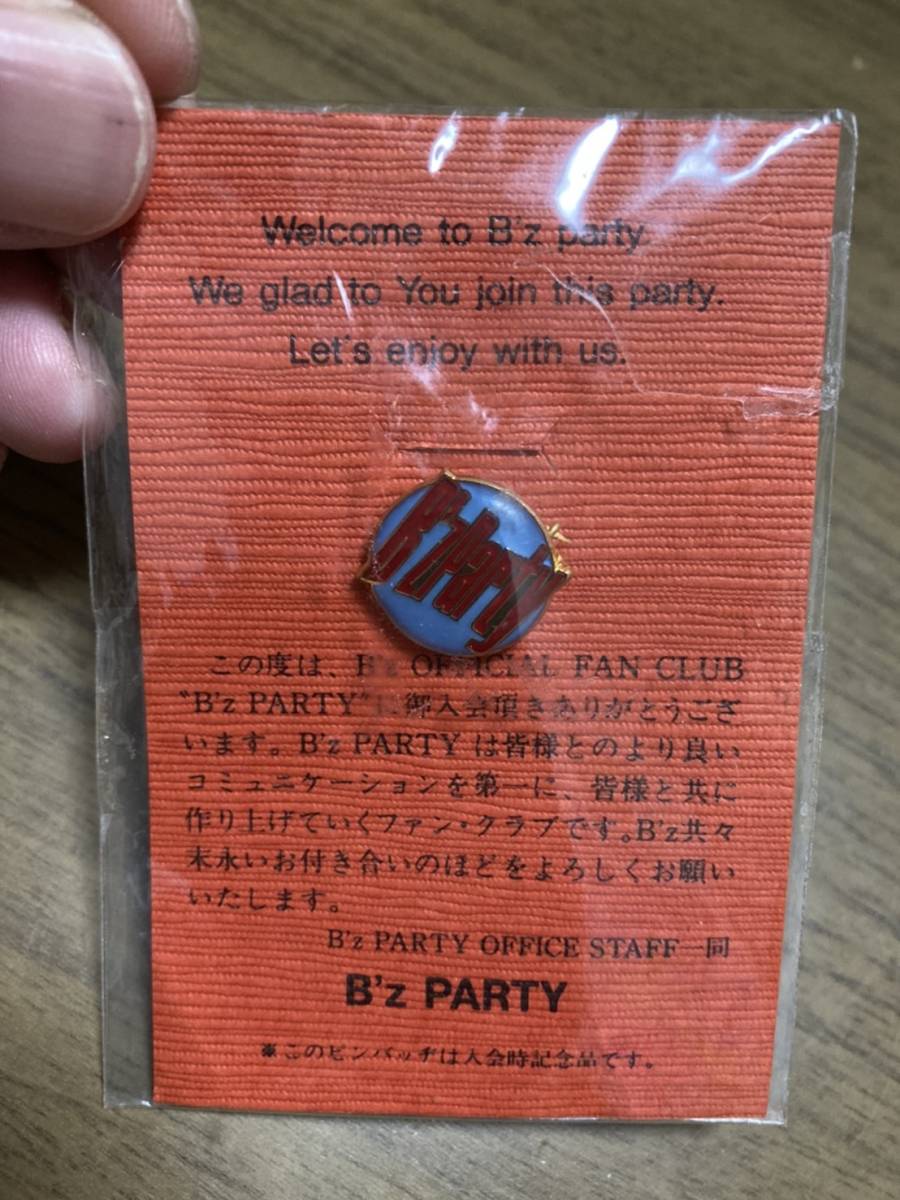 Welcome to B'z party.
We glad to You join this party.
Let's enjoy with us.
B'z Party
この度は、B'z OFFICIAL FAN CLUB
"B'z PARTY"に御入会頂きありがとうござ
います。B'z PARTY は皆様とのより良い
コミュニケーションを第一に、皆様と共に
作り上げていくファン・クラブです。B'z共々
末永いお付き合いのほどをよろしくお願い
いたします。
B'z PARTY OFFICE STAFF一同
B'z PARTY
※このピンバッヂは入会時記念品です。